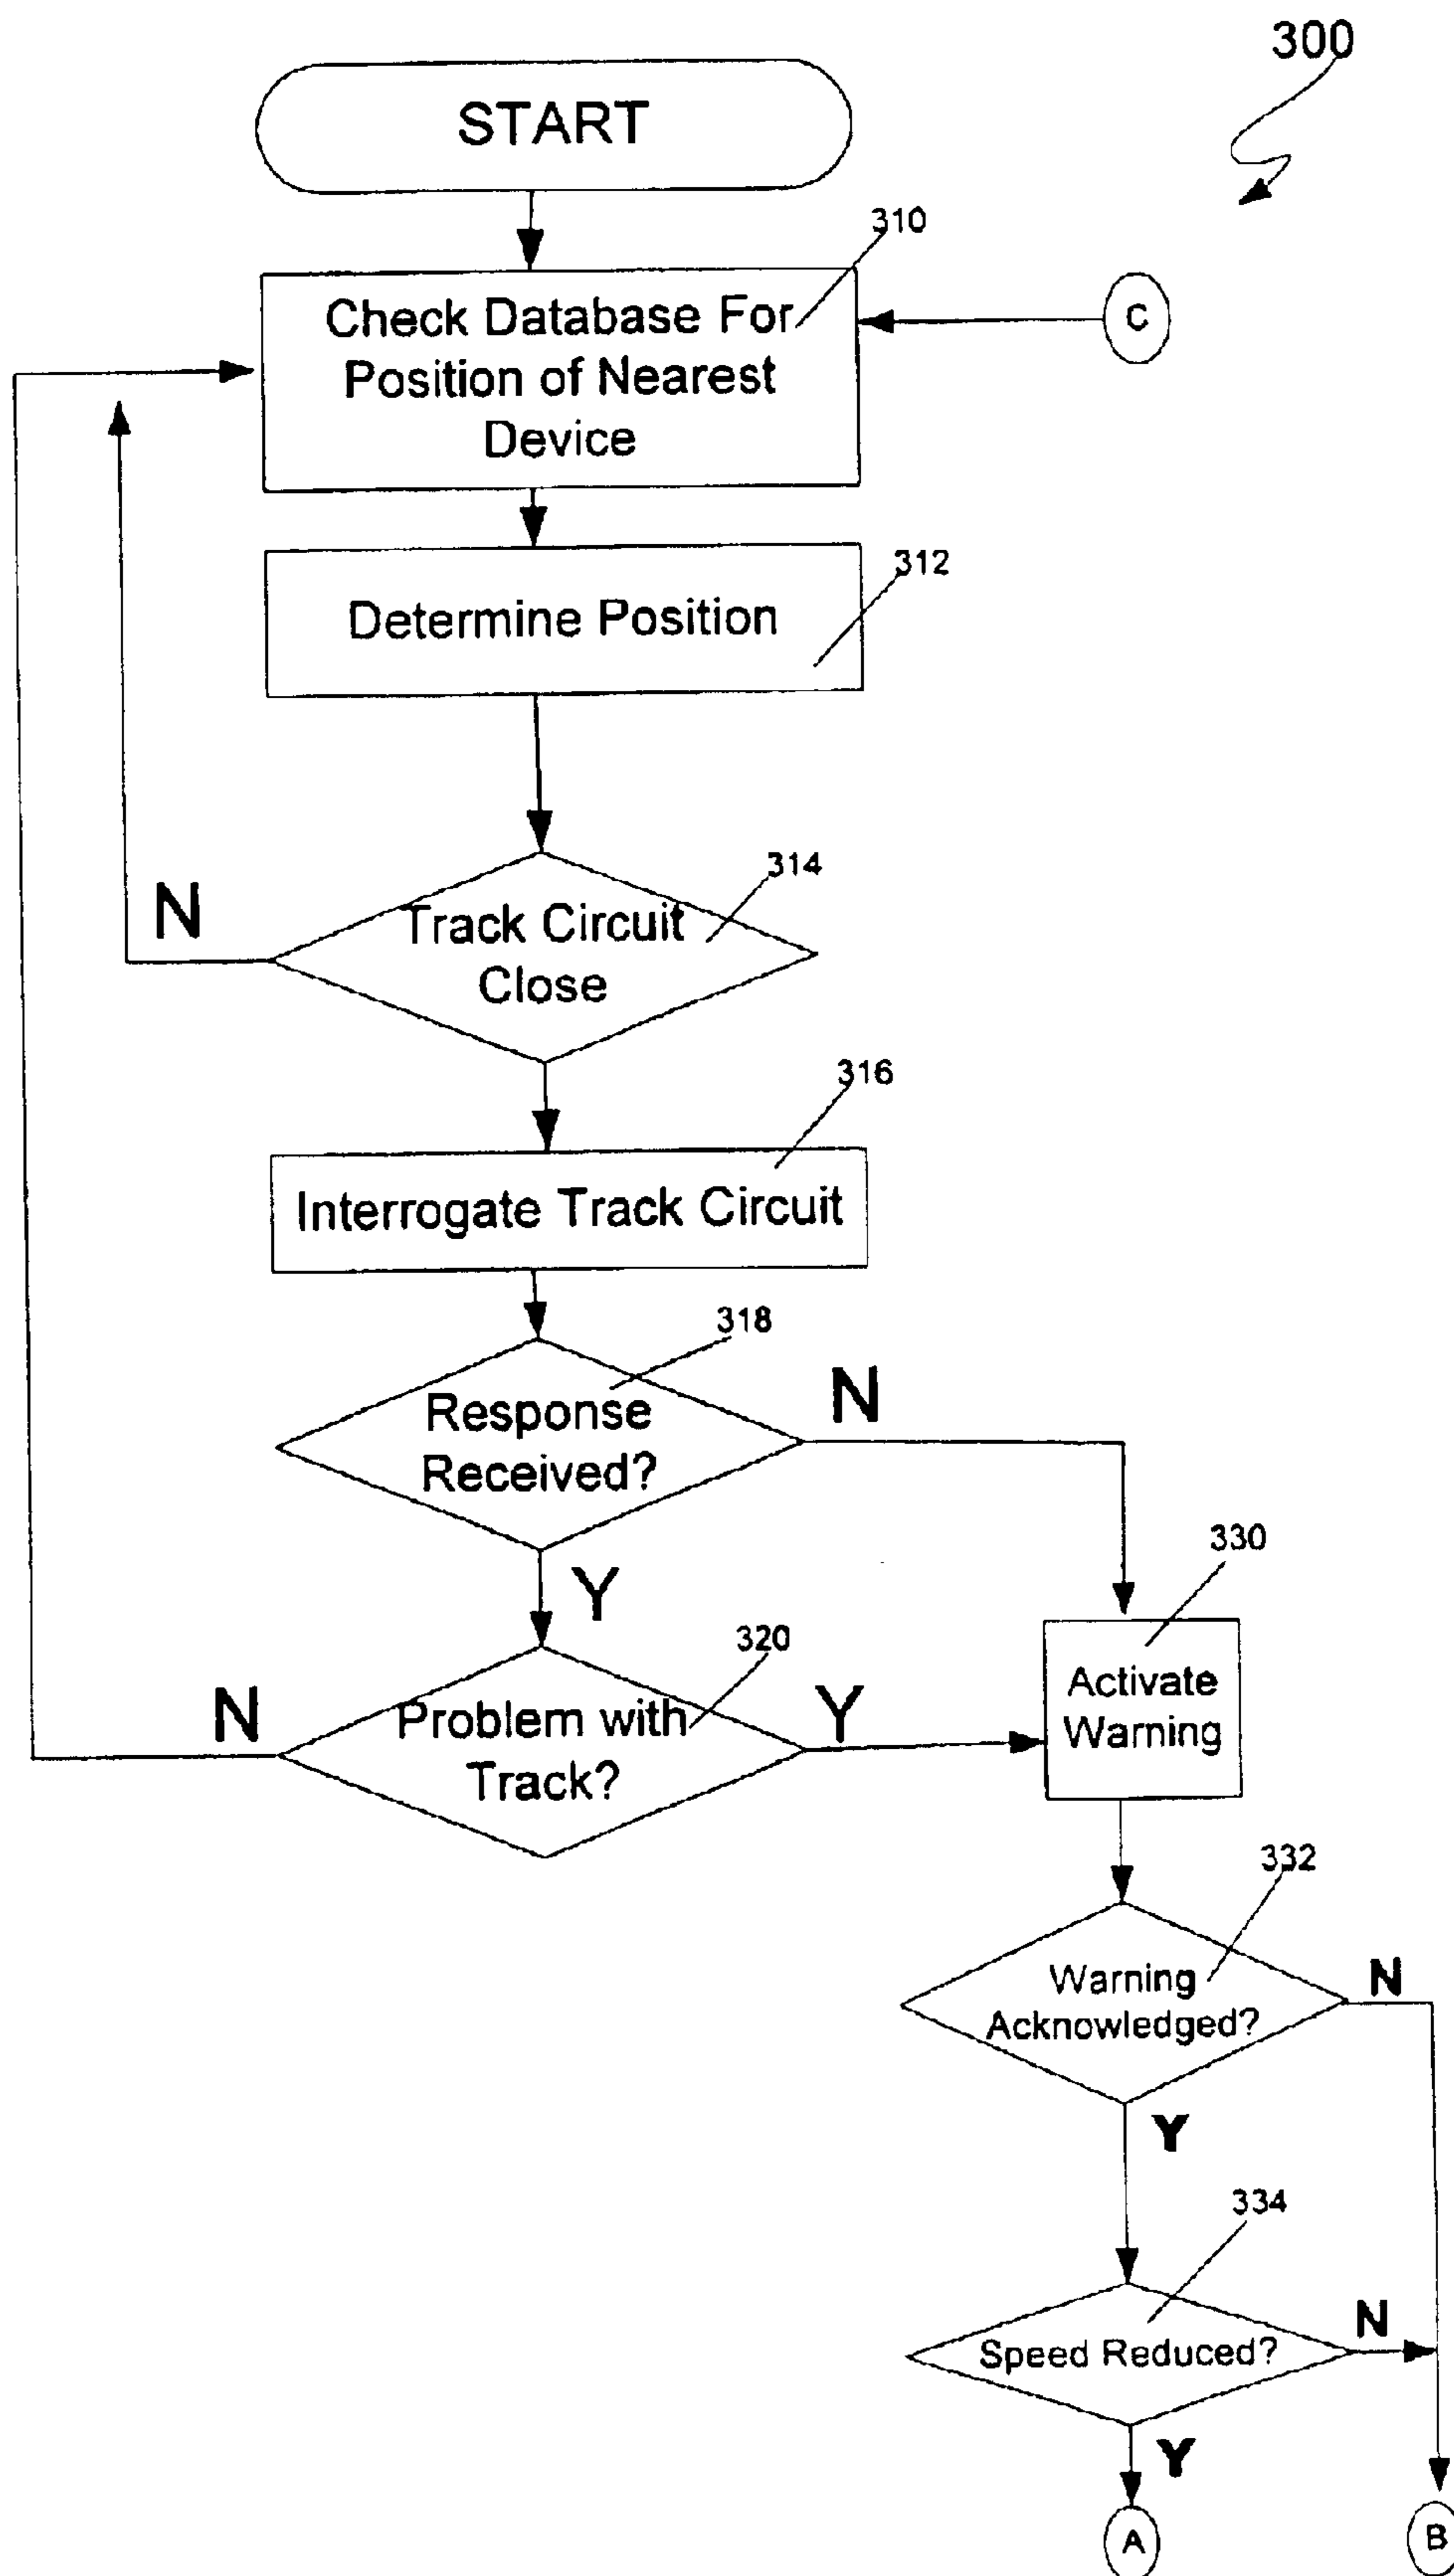 300
START
310
Check Database For
Position of Nearest
Device
C
312
Determine Position
314
N
Track Circuit
Close
316
Interrogate Track Circuit
318
N
Response
Received?
330
Y
320
N
Problem with
Track?
Y
Activate
Warning
332
Warning
Acknowledged?
N
Y
334
Speed Reduced?
N
Y
A
B